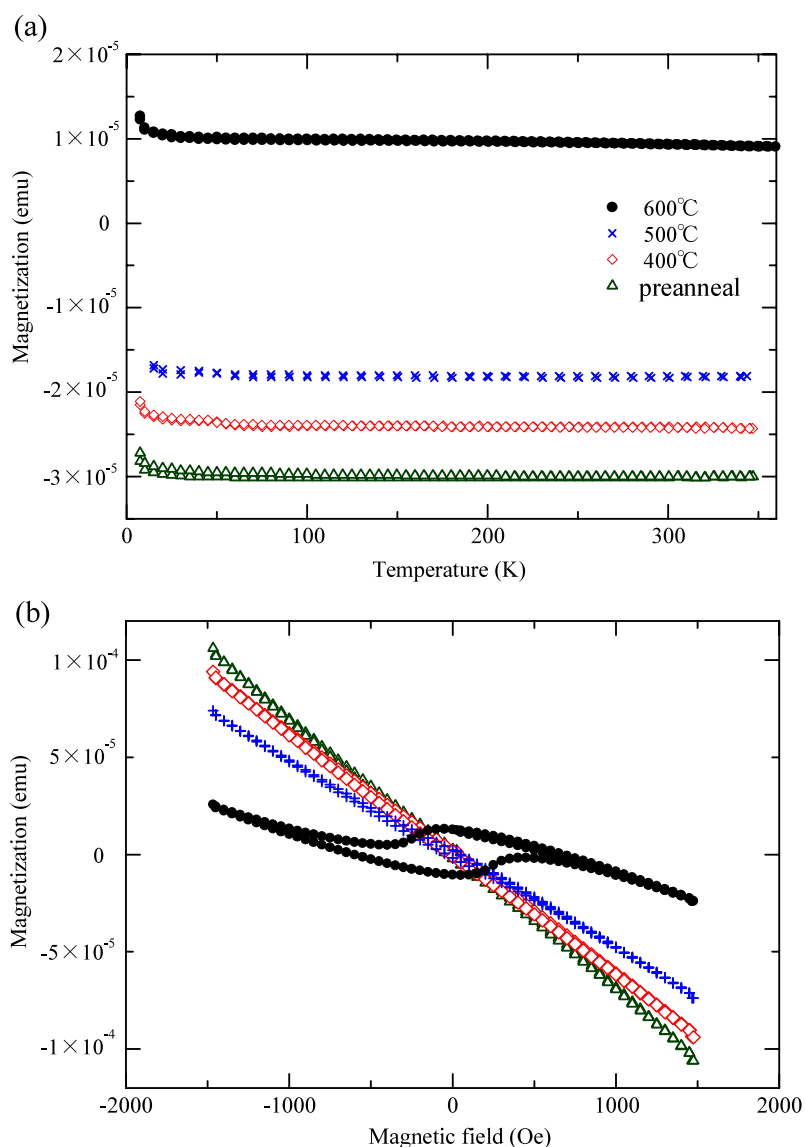 (a)
2×10⁻⁵
1×10⁻⁵
0
-1×10⁻⁵
-2×10⁻⁵
-3×10⁻⁵
Magnetization (emu)
600℃
500℃
400℃
preanneal
0 100 200 300
Temperature (K)
(b)
1×10⁻⁴
5×10⁻⁵
0
-5×10⁻⁵
-1×10⁻⁴
Magnetization (emu)
-2000 -1000 0 1000 2000
Magnetic field (Oe)